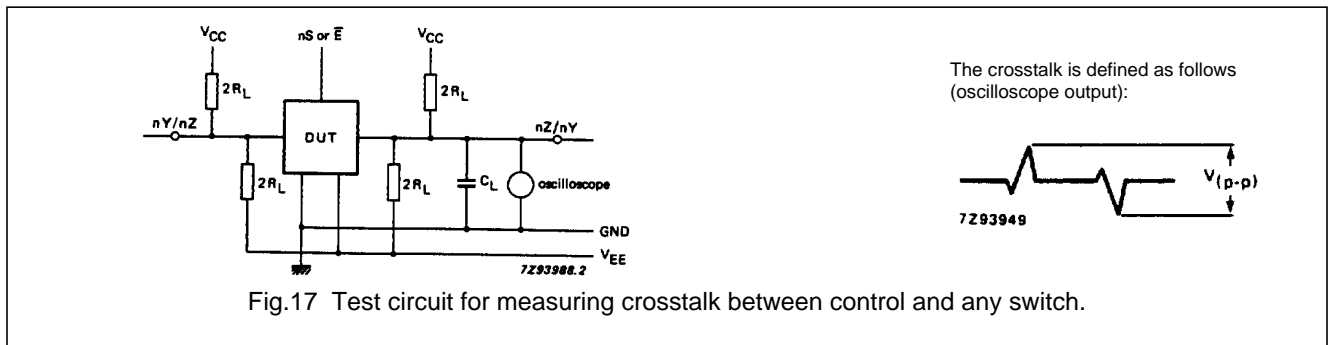 VCC
nS or E̅
VCC
2RL
2RL
nY/nZ
DUT
nZ/nY
2RL
2RL
CL
oscilloscope
GND
VEE
7Z93988.2
The crosstalk is defined as follows
(oscilloscope output):
V(p-p)
7Z93949
Fig.17 Test circuit for measuring crosstalk between control and any switch.